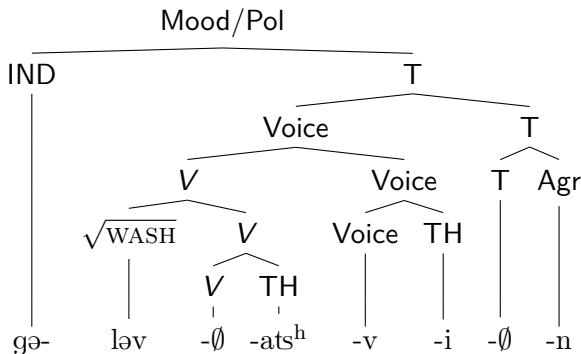 Mood/Pol
IND T
Voice T
V Voice T Agr
√WASH V Voice TH
V TH
gə- ləv -∅ -atsʰ -v -i -∅ -n